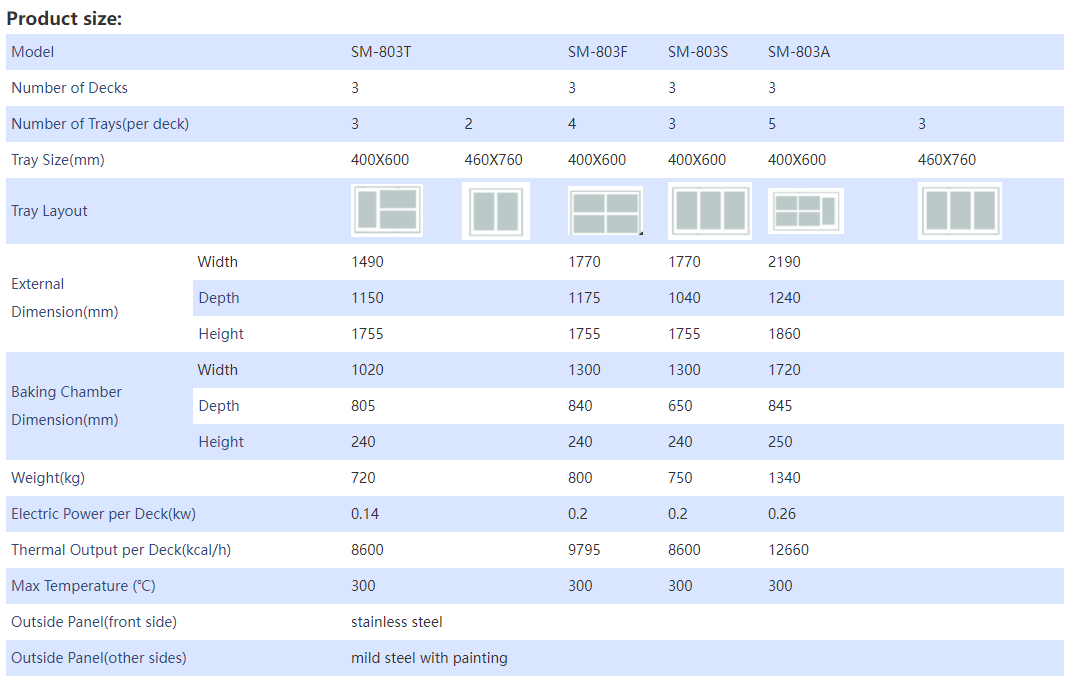 Product size:
Model SM-803T SM-803F SM-803S SM-803A
Number of Decks 3 3 3 3
Number of Trays(per deck) 3 2 4 3 5 3
Tray Size(mm) 400X600 460X760 400X600 400X600 400X600 460X760
Tray Layout
External
Dimension(mm)
Width 1490 1770 1770 2190
Depth 1150 1175 1040 1240
Height 1755 1755 1755 1860
Baking Chamber
Dimension(mm)
Width 1020 1300 1300 1720
Depth 805 840 650 845
Height 240 240 240 250
Weight(kg) 720 800 750 1340
Electric Power per Deck(kw) 0.14 0.2 0.2 0.26
Thermal Output per Deck(kcal/h) 8600 9795 8600 12660
Max Temperature (℃) 300 300 300 300
Outside Panel(front side) stainless steel
Outside Panel(other sides) mild steel with painting